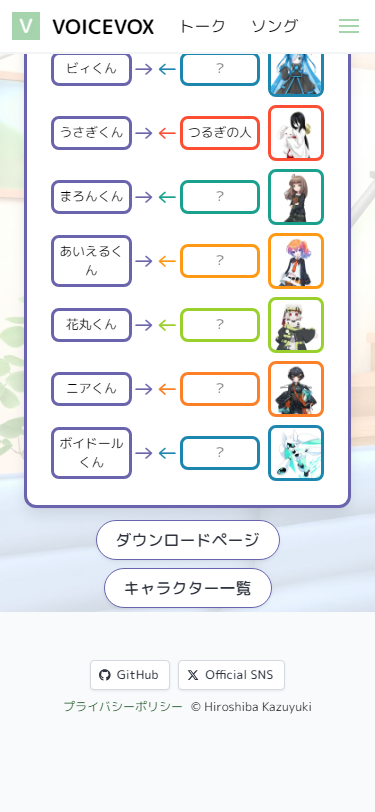 V VOICEVOX トーク ソング
ビィくん → ← ?
うさぎくん → ← つるぎの人
まろんくん → ← ?
あいえるく
ん → ← ?
花丸くん → ← ?
ニアくん → ← ?
ボイドール
くん → ← ?
ダウンロードページ
キャラクター一覧
GitHub Official SNS
プライバシーポリシー © Hiroshiba Kazuyuki